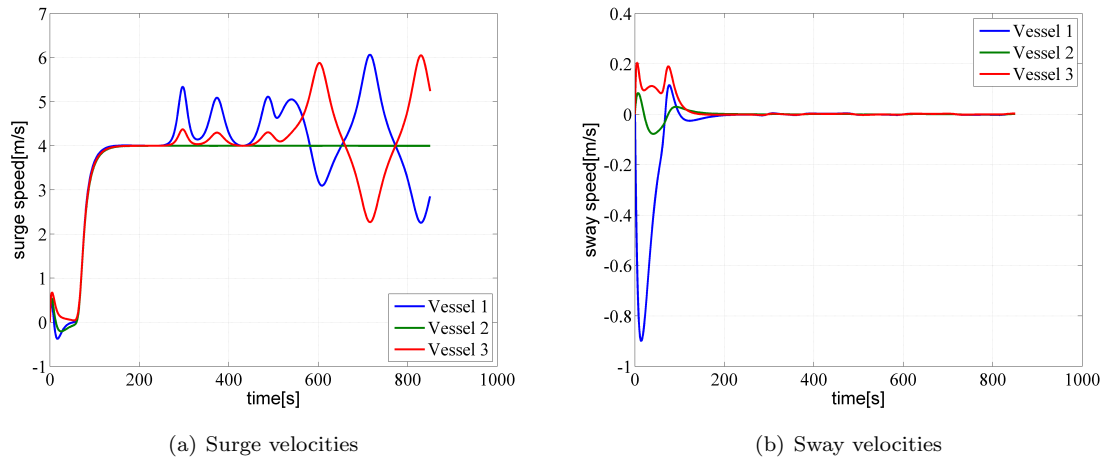 surge speed[m/s]
7
6
5
4
3
2
1
0
-1
0 200 400 600 800 1000
time[s]
Vessel 1
Vessel 2
Vessel 3
(a) Surge velocities
sway speed[m/s]
0.4
0.2
0
-0.2
-0.4
-0.6
-0.8
-1
0 200 400 600 800 1000
time[s]
Vessel 1
Vessel 2
Vessel 3
(b) Sway velocities